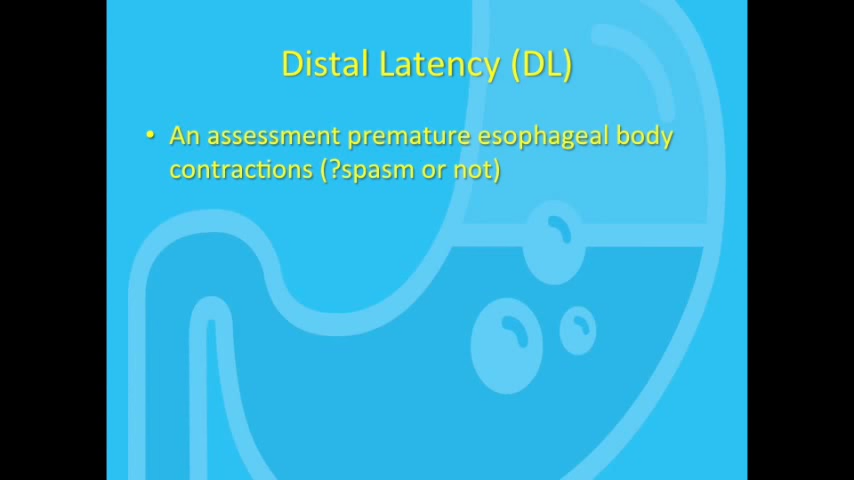 Distal Latency (DL)
• An assessment premature esophageal body
contractions (?spasm or not)